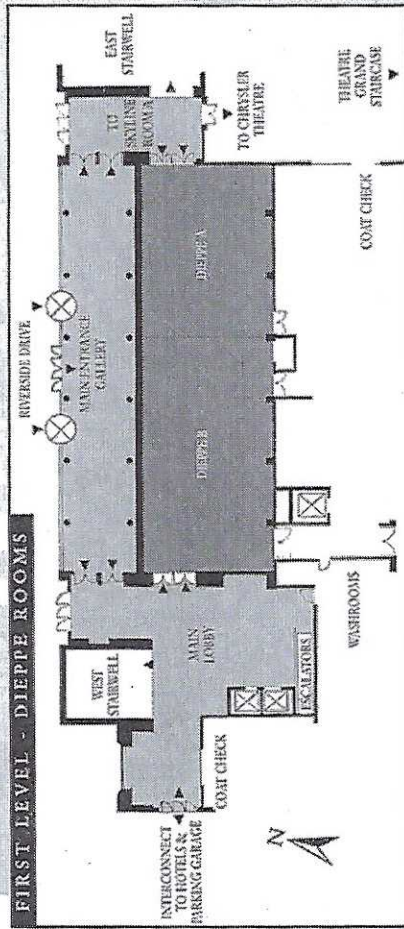 FIRST LEVEL - DIEPPE ROOMS
RIVERSIDE DRIVE
EAST
STAIRWELL
MAIN ENTRANCE
GALLERY
TO
SKYLINE
ROOM A
WEST
STAIRWELL
DIEPPE B
DIEPPE A
TO CHRYSLER
THEATRE
MAIN
LOBBY
INTERCONNECT
TO HOTELS &
PARKING GARAGE
COAT CHECK
ESCALATORS
WASHROOMS
COAT CHECK
THEATRE
GRAND
STAIRCASE
N